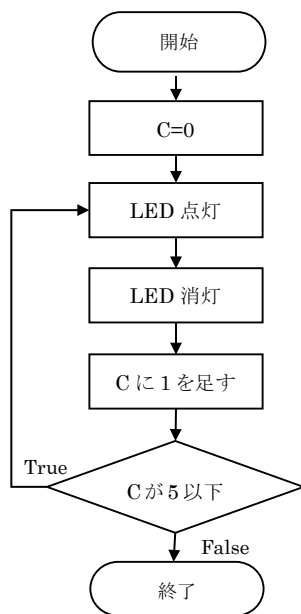 開始
C=0
LED 点灯
LED 消灯
C に 1 を足す
True
C が 5 以下
False
終了